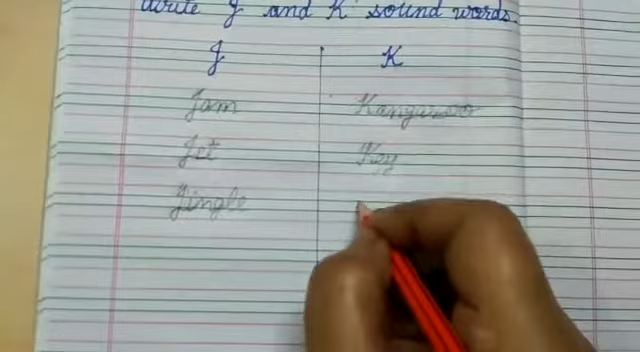 Write J and K sound words
J K
Jam Kangaroo
Jet Key
Jingle